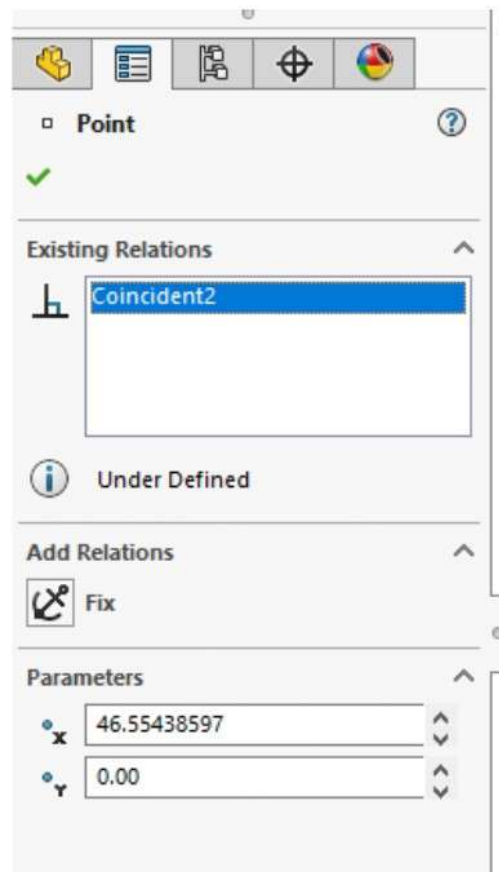 Point
?
Existing Relations
Coincident2
Under Defined
Add Relations
Fix
Parameters
X 46.55438597
Y 0.00